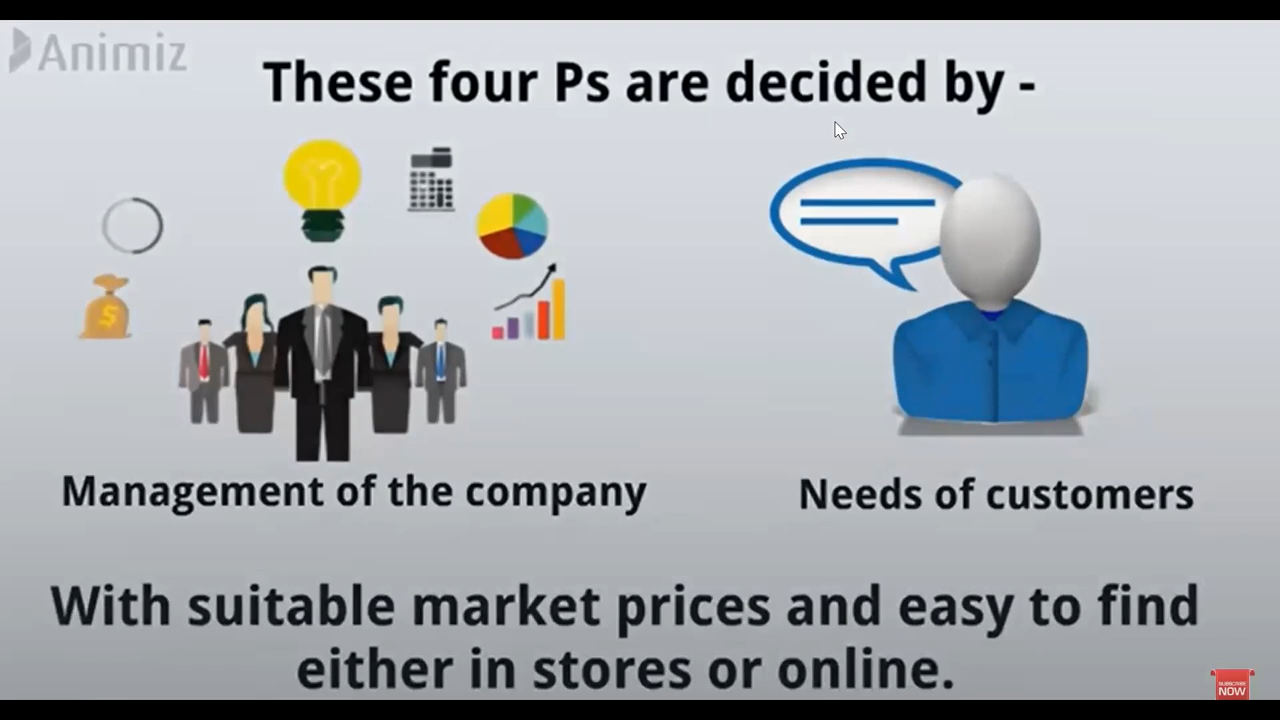 Animiz
These four Ps are decided by -
$
Management of the company
Needs of customers
With suitable market prices and easy to find
either in stores or online.
SUBSCRIBE
NOW